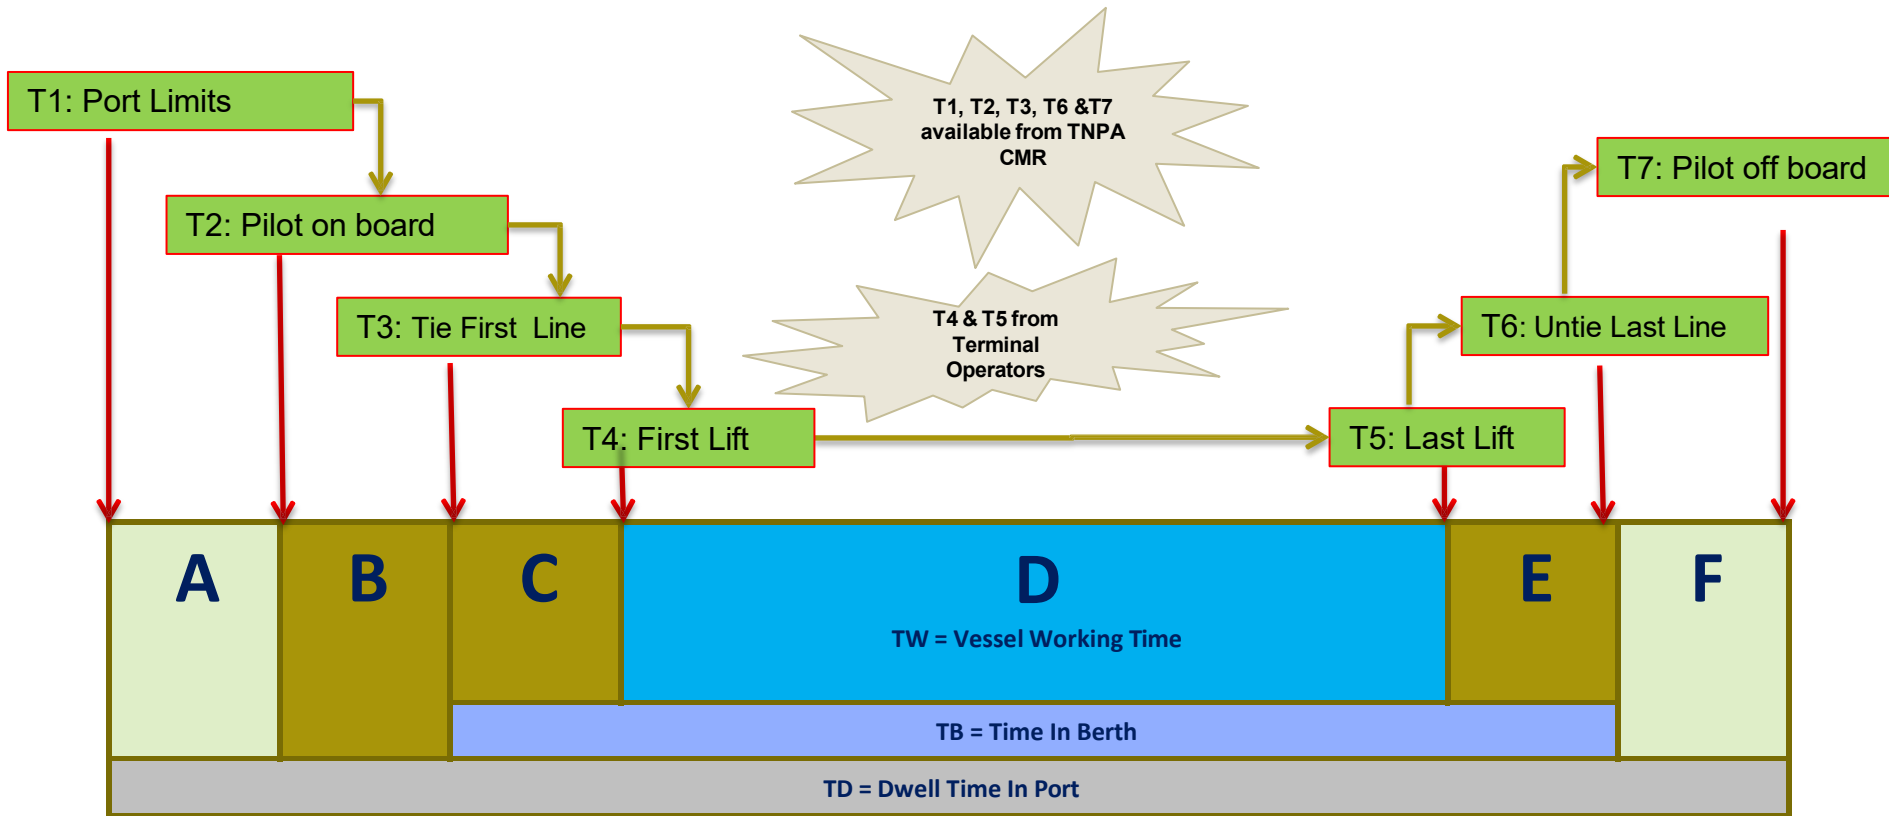 T1: Port Limits
T1, T2, T3, T6 &T7
available from TNPA
CMR
T7: Pilot off board
T2: Pilot on board
T3: Tie First Line
T4 & T5 from
Terminal
Operators
T6: Untie Last Line
T4: First Lift
T5: Last Lift
A
B
C
D
E
F
TW = Vessel Working Time
TB = Time In Berth
TD = Dwell Time In Port